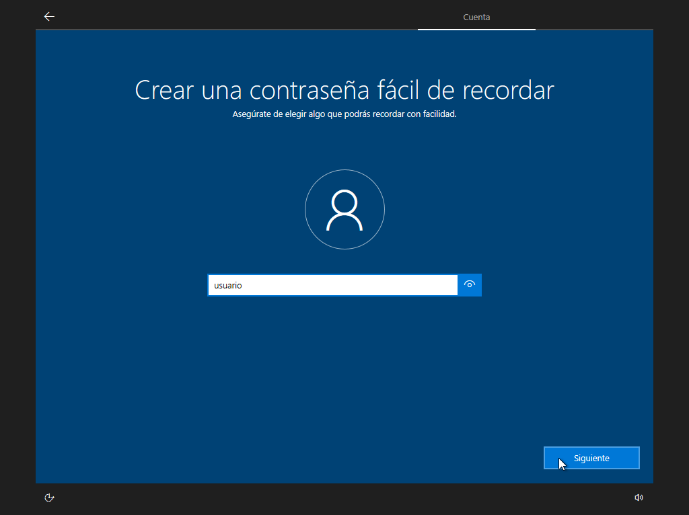 Cuenta
Crear una contraseña fácil de recordar
Asegúrate de elegir algo que podrás recordar con facilidad.
usuario
Siguiente